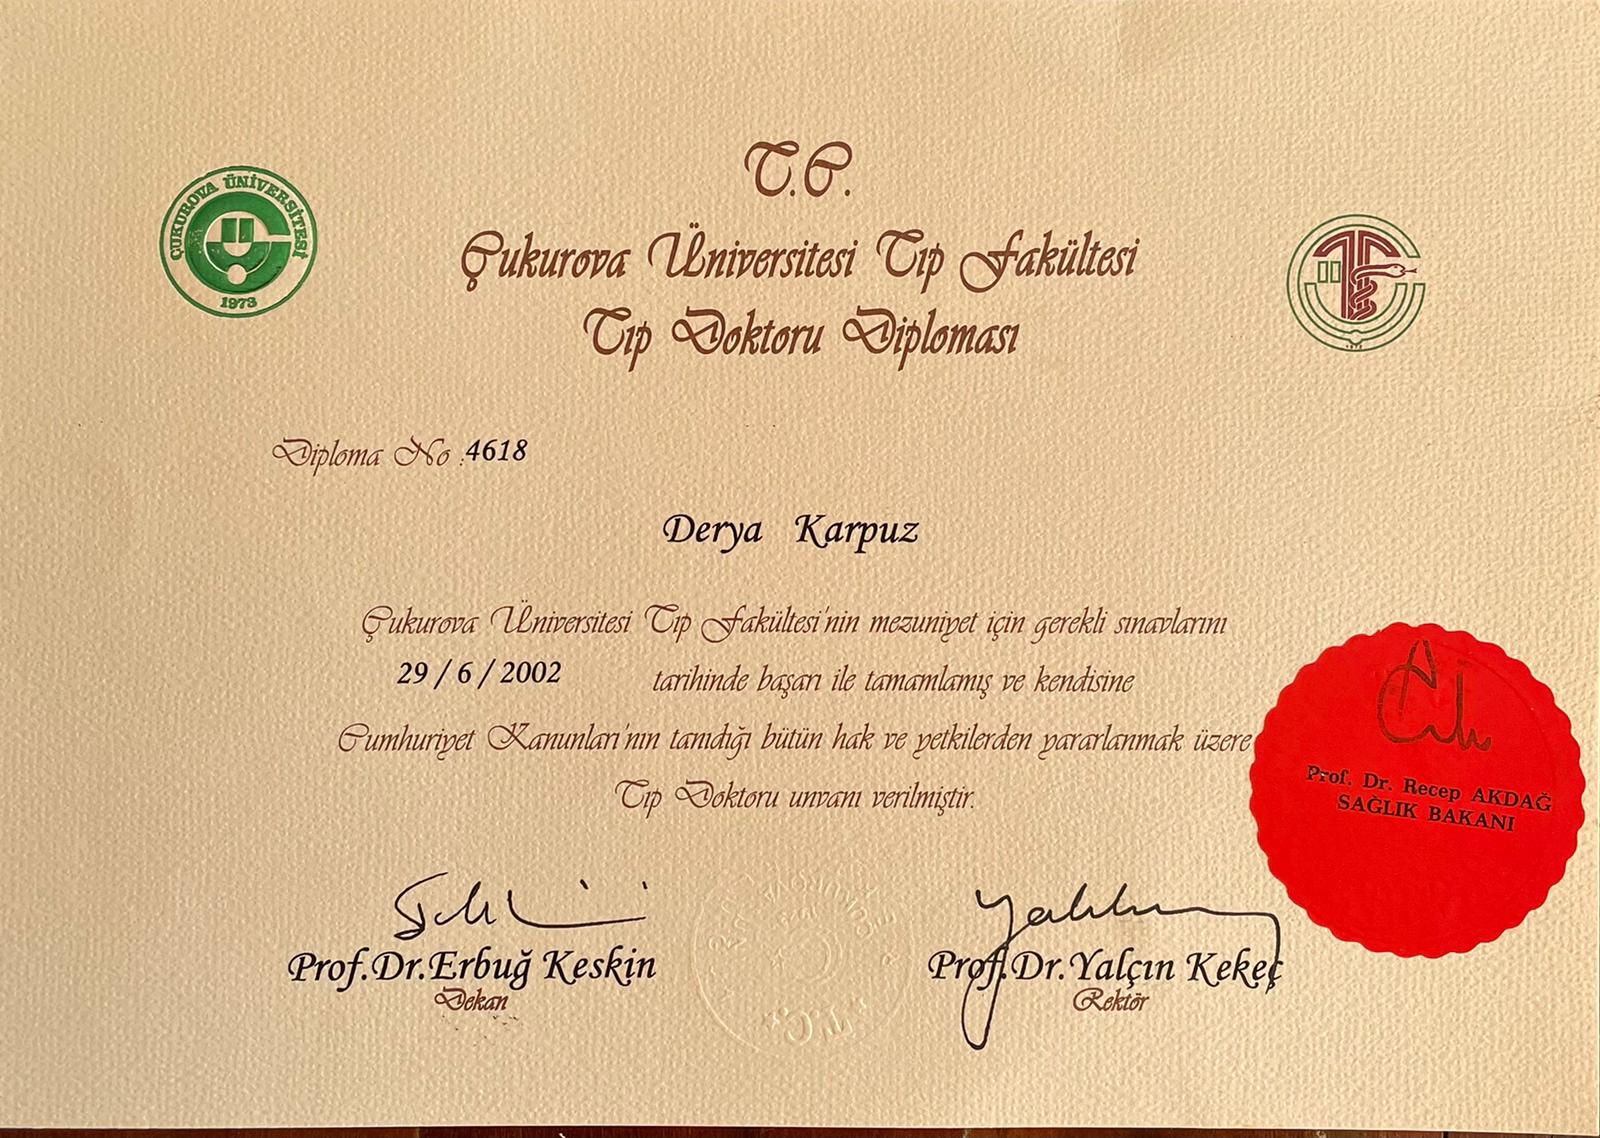 T.C.
ÇUKUROVA ÜNİVERSİTESİ
1973
Çukurova Üniversitesi Tıp Fakültesi
Tıp Doktoru Diploması
Diploma No :4618
Derya Karpuz
Çukurova Üniversitesi Tıp Fakültesi'nin mezuniyet için gerekli sınavlarını
29 / 6 / 2002 tarihinde başarı ile tamamlamış ve kendisine
Cumhuriyet Kanunları'nın tanıdığı bütün hak ve yetkilerden yararlanmak üzere
Tıp Doktoru unvanı verilmiştir.
Prof. Dr. Recep AKDAĞ
SAĞLIK BAKANI
Prof.Dr.Erbuğ Keskin
Dekan
Prof.Dr.Yalçın Kekeç
Rektör
T.C.